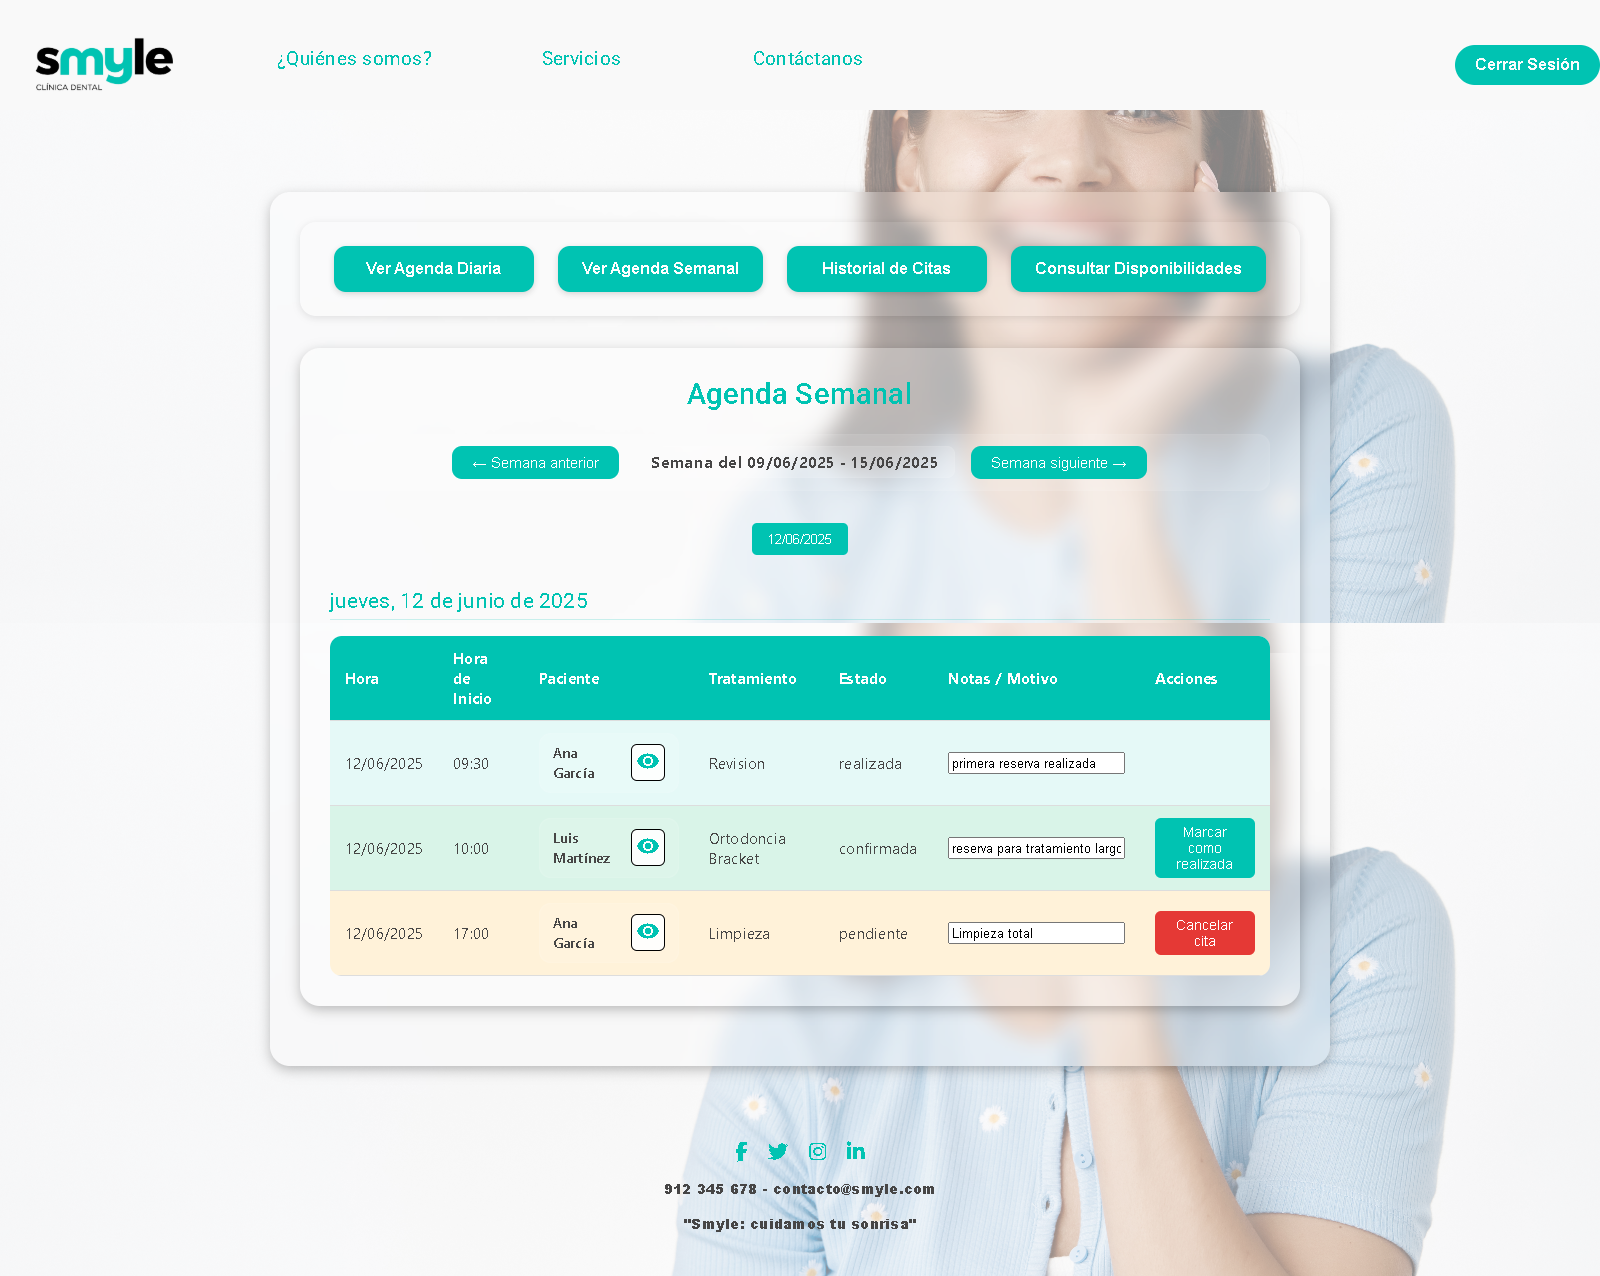 smyle
CLÍNICA DENTAL
¿Quiénes somos?
Servicios
Contáctanos
Cerrar Sesión
Ver Agenda Diaria
Ver Agenda Semanal
Historial de Citas
Consultar Disponibilidades
Agenda Semanal
← Semana anterior
Semana del 09/06/2025 - 15/06/2025
Semana siguiente →
12/06/2025
jueves, 12 de junio de 2025
Hora
Hora
de
Inicio
Paciente
Tratamiento
Estado
Notas / Motivo
Acciones
12/06/2025
09:30
Ana
García
Revision
realizada
primera reserva realizada
12/06/2025
10:00
Luis
Martínez
Ortodoncia
Bracket
confirmada
reserva para tratamiento largo
Marcar
como
realizada
12/06/2025
17:00
Ana
García
Limpieza
pendiente
Limpieza total
Cancelar
cita
912 345 678 - contacto@smyle.com
"Smyle: cuidamos tu sonrisa"